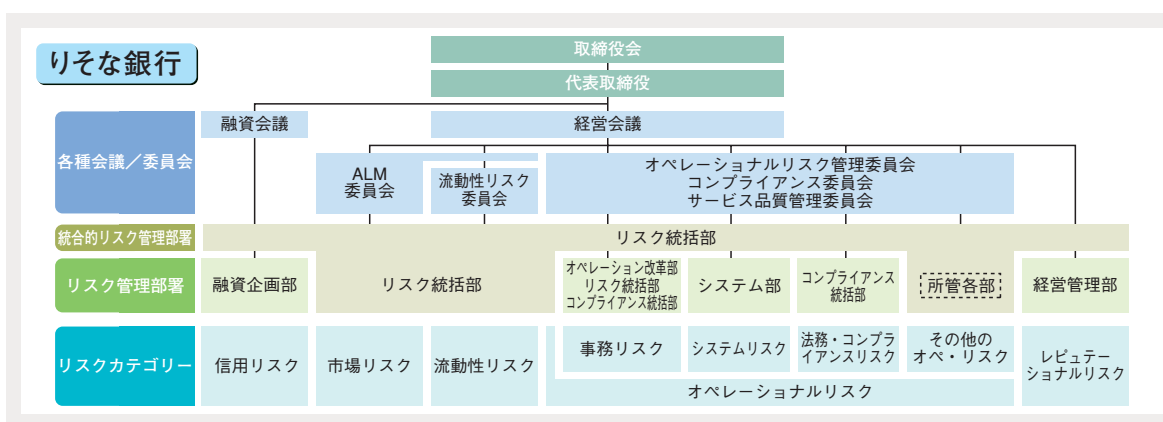 りそな銀行
取締役会
代表取締役
各種会議／委員会
融資会議
経営会議
ALM
委員会
流動性リスク
委員会
オペレーショナルリスク管理委員会
コンプライアンス委員会
サービス品質管理委員会
統合的リスク管理部署
リスク統括部
リスク管理部署
融資企画部
リスク統括部
オペレーション改革部
リスク統括部
コンプライアンス統括部
システム部
コンプライアンス
統括部
所管各部
経営管理部
リスクカテゴリー
信用リスク
市場リスク
流動性リスク
事務リスク
システムリスク
法務・コンプラ
イアンスリスク
その他の
オペ・リスク
オペレーショナルリスク
レピュテー
ショナルリスク